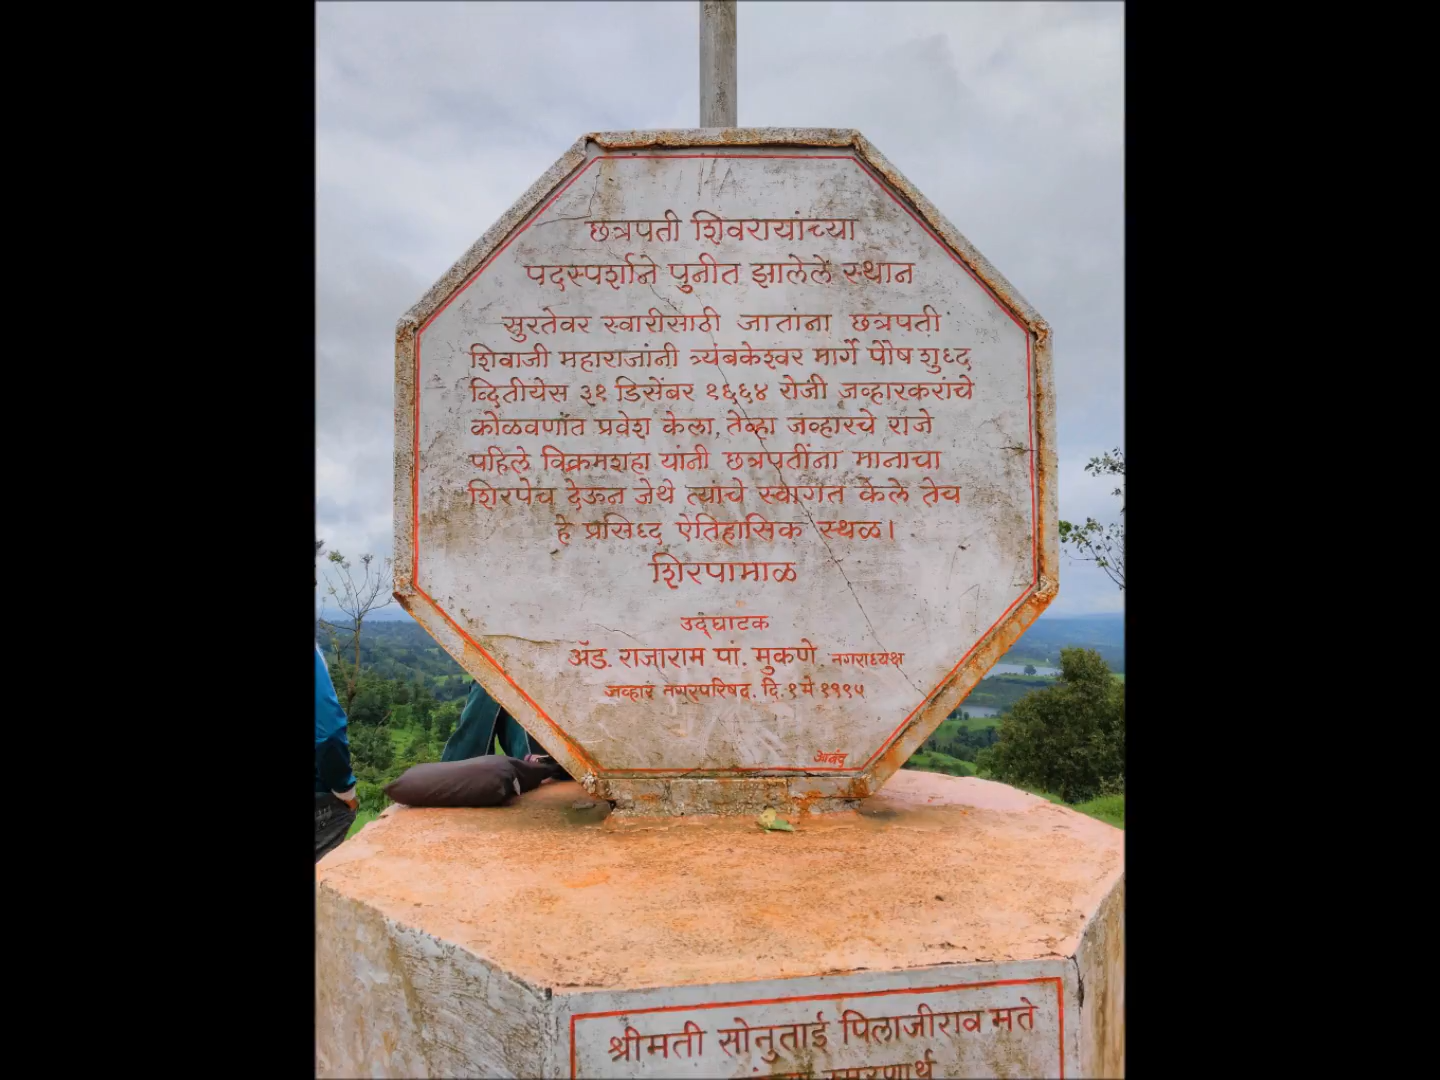 छत्रपती शिवरायांच्या
पदस्पर्शाने पुनीत झालेले स्थान
सुरतेवर स्वारीसाठी जातांना छत्रपती
शिवाजी महाराजांनी त्र्यंबकेश्वर मार्गे पौष शुध्द
व्दितीयेस ३१ डिसेंबर १६६४ रोजी जव्हारकरांचे
कोळवणांत प्रवेश केला, तेव्हा जव्हारचे राजे
पहिले विक्रमशहा यांनी छत्रपतींना मानाचा
शिरपेच देऊन जेथे त्यांचे स्वागत केले तेच
हे प्रसिध्द ऐतिहासिक स्थळ।
शिरपामाळ
उद्‌घाटक
ॲड. राजाराम पां. मुकणे. नगराध्यक्ष
जव्हार नगरपरिषद. दि. १ मे १९९५
आनंद
श्रीमती सोनुताई पिलाजीराव मते
स्मरणार्थ